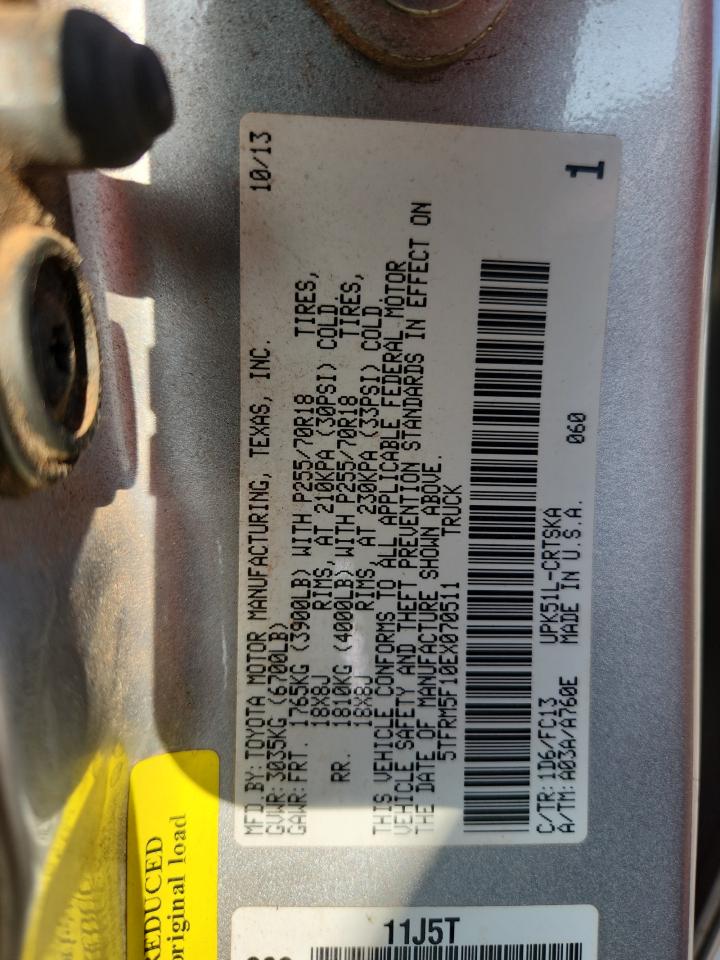 MFD.BY:TOYOTA MOTOR MANUFACTURING, TEXAS, INC. 10/13
GVWR:3035KG (6700LB)
GAWR:FRT. 1765KG (3900LB) WITH P255/70R18 TIRES,
18X8J RIMS, AT 210KPA (30PSI) COLD
RR. 1810KG (4000LB) WITH P255/70R18 TIRES,
18X8J RIMS, AT 230KPA (33PSI) COLD
THIS VEHICLE CONFORMS TO ALL APPLICABLE FEDERAL MOTOR
VEHICLE SAFETY AND THEFT PREVENTION STANDARDS IN EFFECT ON
THE DATE OF MANUFACTURE SHOWN ABOVE.
5TFRM5F10EX070511 TRUCK
C/TR:1D6/FC13 UPK51L-CRTSKA 060
A/TM:A03A/A760E MADE IN U.S.A.
1
REDUCED
original load
11J5T